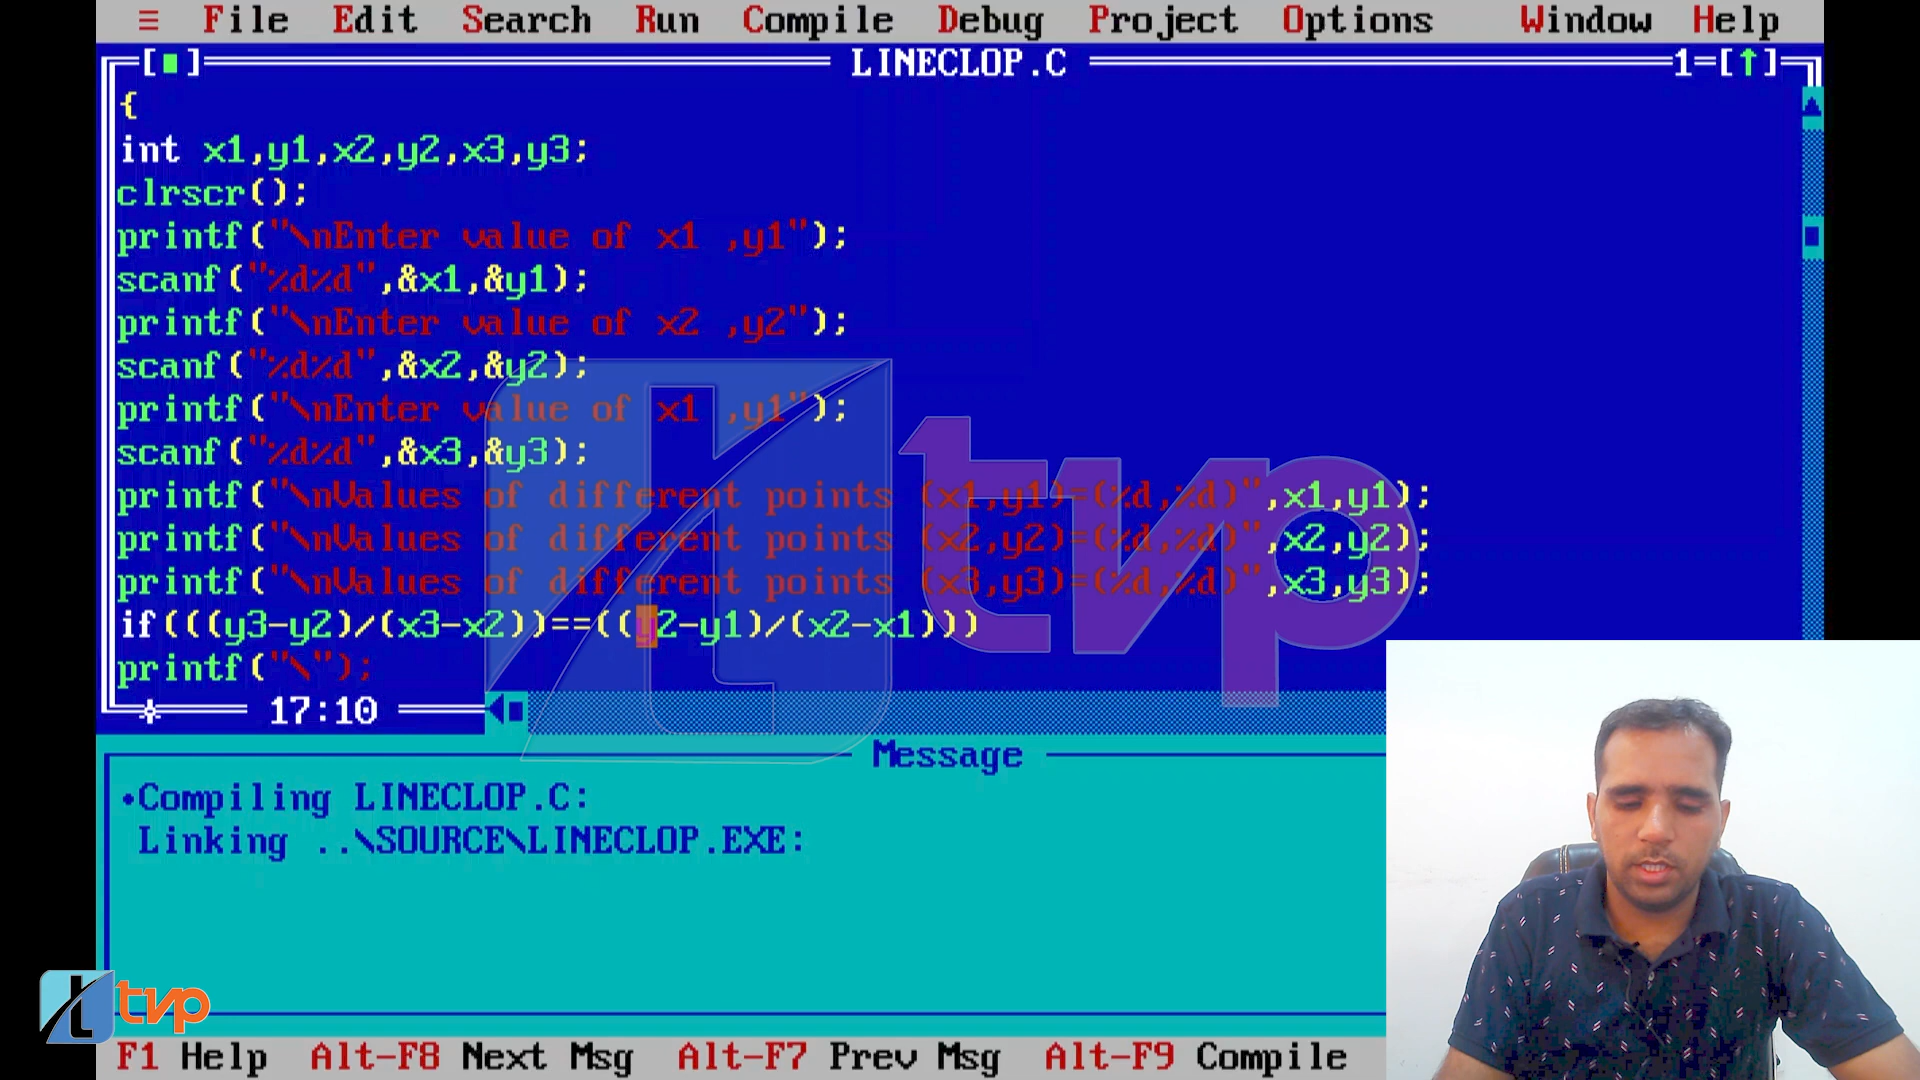 ≡ File Edit Search Run Compile Debug Project Options Window Help
[■] LINECLOP.C 1=[↑]
{
int x1,y1,x2,y2,x3,y3;
clrscr();
printf("\nEnter value of x1 ,y1");
scanf("%d%d",&x1,&y1);
printf("\nEnter value of x2 ,y2");
scanf("%d%d",&x2,&y2);
printf("\nEnter value of x1 ,y1");
scanf("%d%d",&x3,&y3);
printf("\nValues of different points (x1,y1)=(%d,%d)",x1,y1);
printf("\nValues of different points (x2,y2)=(%d,%d)",x2,y2);
printf("\nValues of different points (x3,y3)=(%d,%d)",x3,y3);
if(((y3-y2)/(x3-x2))==((y2-y1)/(x2-x1)))
printf("\");
17:10
tvp
Message
•Compiling LINECLOP.C:
Linking ..\SOURCE\LINECLOP.EXE:
tvp
F1 Help Alt-F8 Next Msg Alt-F7 Prev Msg Alt-F9 Compile